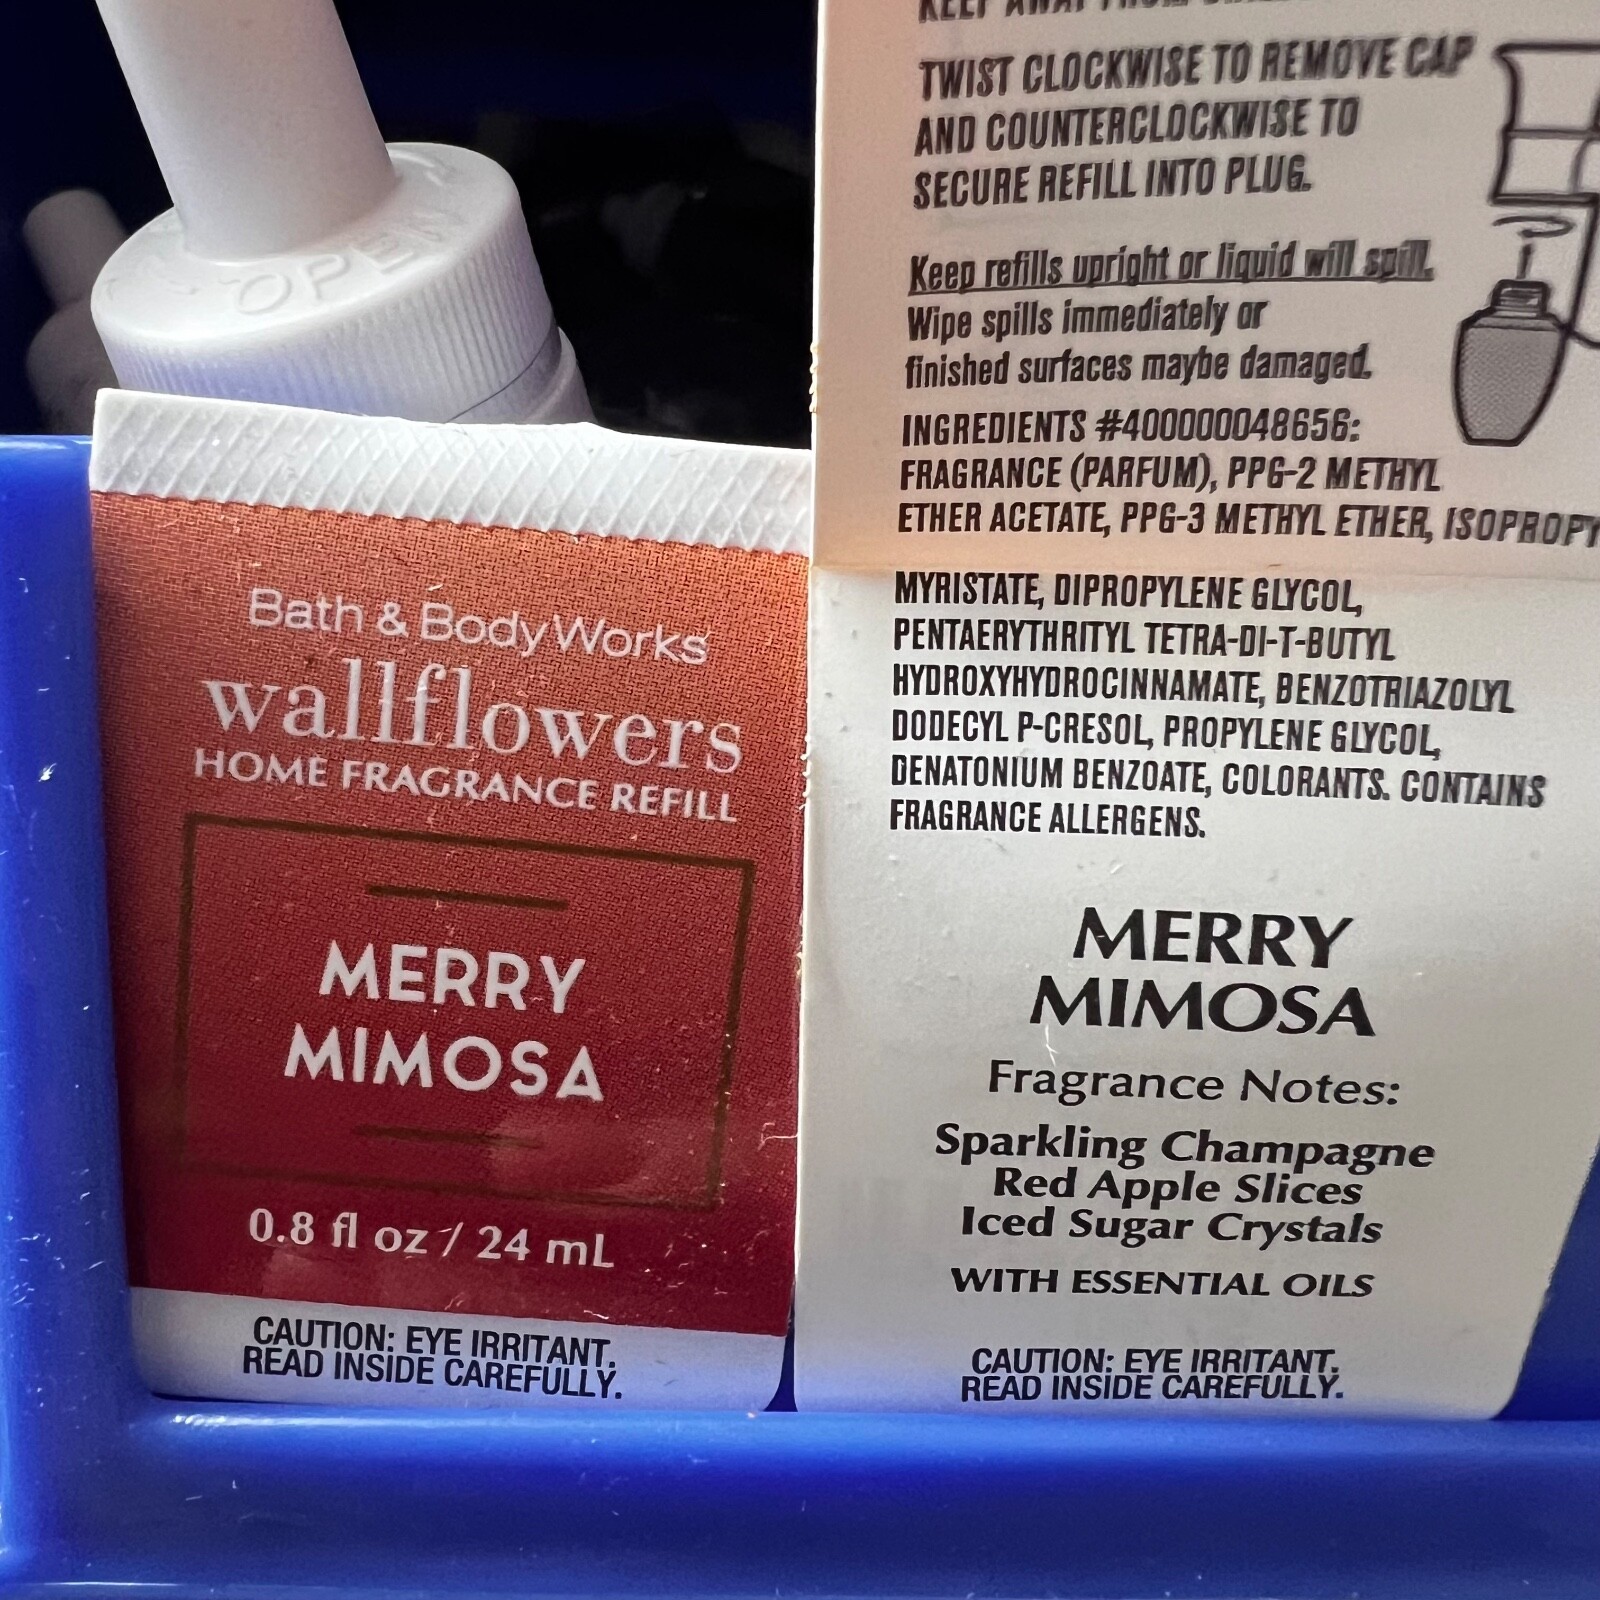 OPEN
Bath & Body Works
wallflowers
HOME FRAGRANCE REFILL
MERRY
MIMOSA
0.8 fl oz / 24 mL
CAUTION: EYE IRRITANT.
READ INSIDE CAREFULLY.
KEEP AWAY FROM
TWIST CLOCKWISE TO REMOVE CAP
AND COUNTERCLOCKWISE TO
SECURE REFILL INTO PLUG.
Keep refills upright or liquid will spill.
Wipe spills immediately or
finished surfaces maybe damaged.
INGREDIENTS #400000048656:
FRAGRANCE (PARFUM), PPG-2 METHYL
ETHER ACETATE, PPG-3 METHYL ETHER, ISOPROPY
MYRISTATE, DIPROPYLENE GLYCOL,
PENTAERYTHRITYL TETRA-DI-T-BUTYL
HYDROXYHYDROCINNAMATE, BENZOTRIAZOLYL
DODECYL P-CRESOL, PROPYLENE GLYCOL,
DENATONIUM BENZOATE, COLORANTS. CONTAINS
FRAGRANCE ALLERGENS.
MERRY
MIMOSA
Fragrance Notes:
Sparkling Champagne
Red Apple Slices
Iced Sugar Crystals
WITH ESSENTIAL OILS
CAUTION: EYE IRRITANT.
READ INSIDE CAREFULLY.